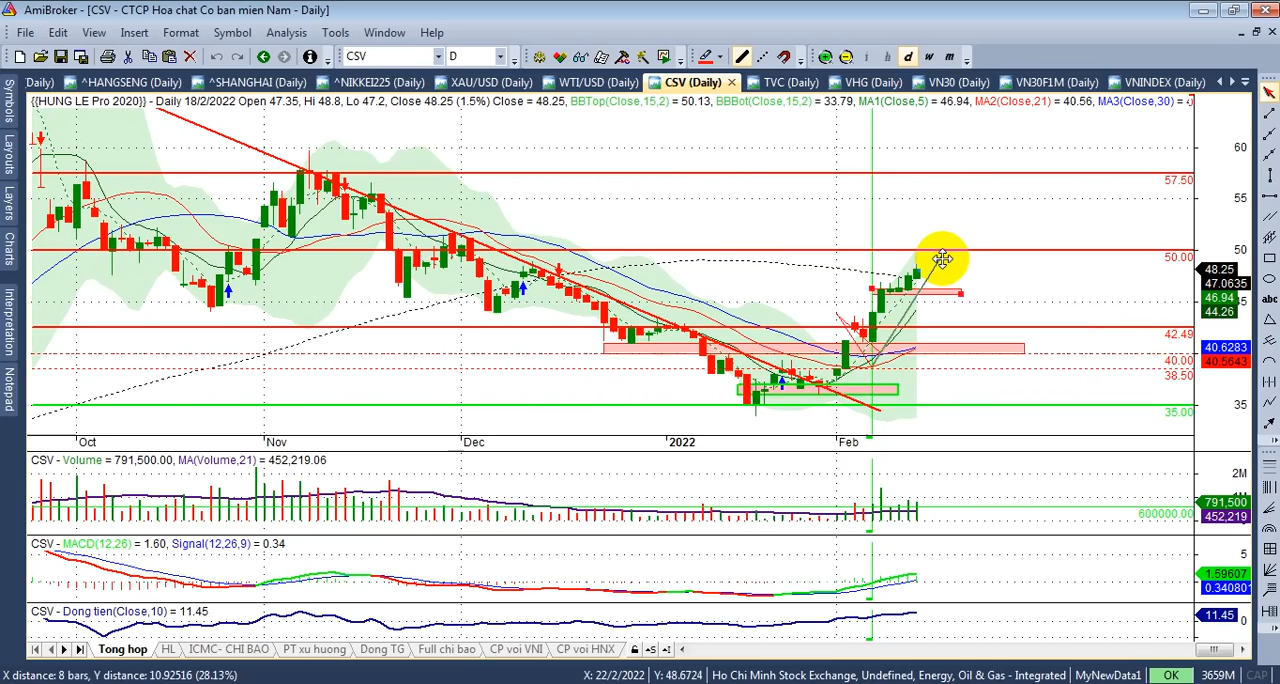 AmiBroker - [CSV - CTCP Hoa chat Co ban mien Nam - Daily]
File Edit View Insert Format Symbol Analysis Tools Window Help
CSV D i h d w m
Daily) ^HANGSENG (Daily) ^SHANGHAI (Daily) ^NIKKEI225 (Daily) XAU/USD (Daily) WTI/USD (Daily) CSV (Daily) TVC (Daily) VHG (Daily) VN30 (Daily) VN30F1M (Daily) VNINDEX (Daily)
Symbols
Layouts
Layers
Charts
Interpretation
Notepad
abc
{{HUNG LE Pro 2020}} - Daily 18/2/2022 Open 47.35, Hi 48.8, Lo 47.2, Close 48.25 (1.5%) Close = 48.25, BBTop(Close,15,2) = 50.13, BBBot(Close,15,2) = 33.79, MA1(Close,5) = 46.94, MA2(Close,21) = 40.56, MA3(Close,30) =
60
57.50
55
50
50.00
48.25
47.0635
46.94
45
44.26
42.49
40.6283
40.00
40.5643
38.50
35
35.00
Oct Nov Dec 2022 Feb
CSV - Volume = 791,500.00, MA(Volume,21) = 452,219.06
2M
1M
791,500
600000.00
452,219
CSV - MACD(12,26) = 1.60, Signal(12,26,9) = 0.34
5
1.59607
0.34080
CSV - Dong tien(Close,10) = 11.45
11.45
0
Tong hop HL ICMC- CHI BAO PT xu huong Dong TG Full chi bao CP voi VNI CP voi HNX
X distance: 8 bars, Y distance: 10.92516 (28.13%) X: 22/2/2022 Y: 48.6724 Ho Chi Minh Stock Exchange, Undefined, Energy, Oil & Gas - Integrated MyNewData1 OK 3659M CAP